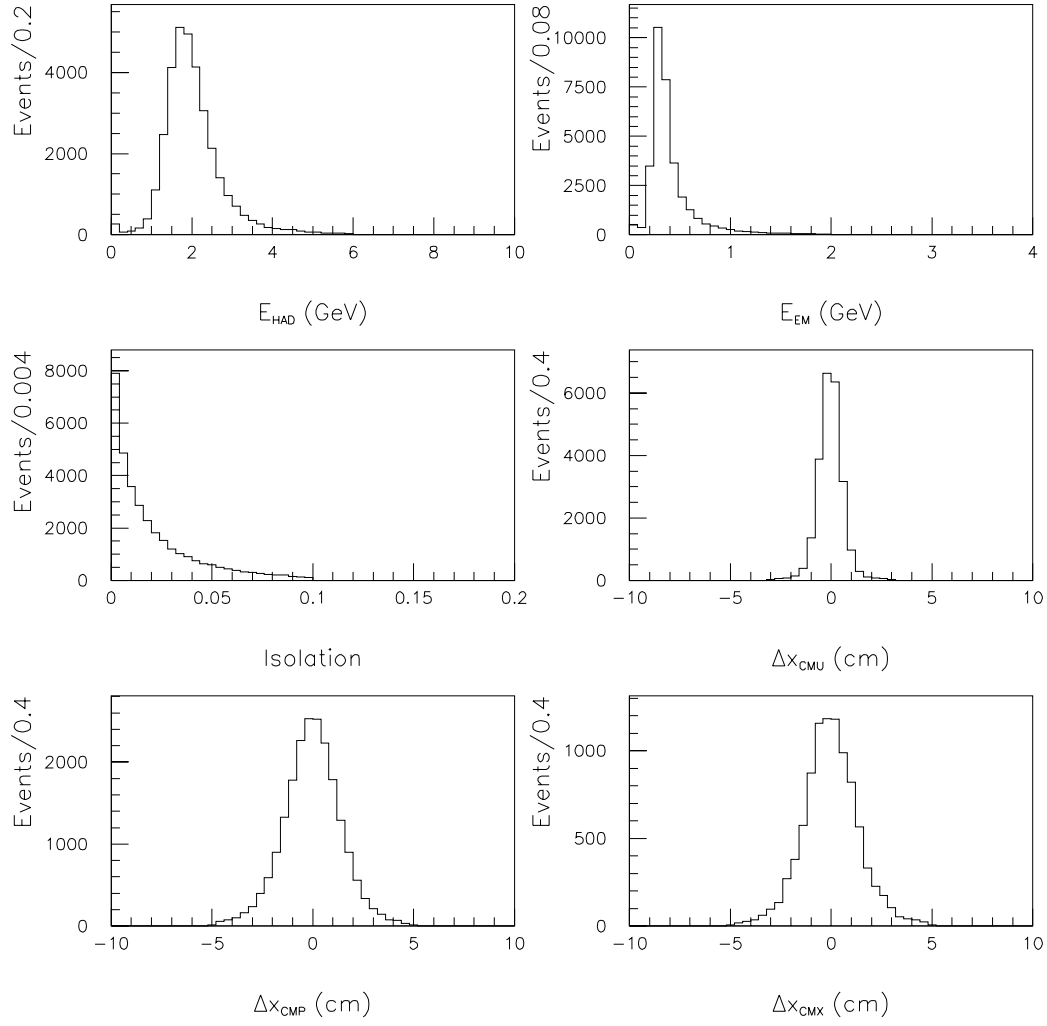 Events/0.2
4000
2000
0
0 2 4 6 8 10
E_HAD (GeV)
Events/0.08
10000
7500
5000
2500
0
0 1 2 3 4
E_EM (GeV)
Events/0.004
8000
6000
4000
2000
0
0 0.05 0.1 0.15 0.2
Isolation
Events/0.4
6000
4000
2000
0
−10 −5 0 5 10
Δx_CMU (cm)
Events/0.4
2000
1000
0
−10 −5 0 5 10
Δx_CMP (cm)
Events/0.4
1000
500
0
−10 −5 0 5 10
Δx_CMX (cm)